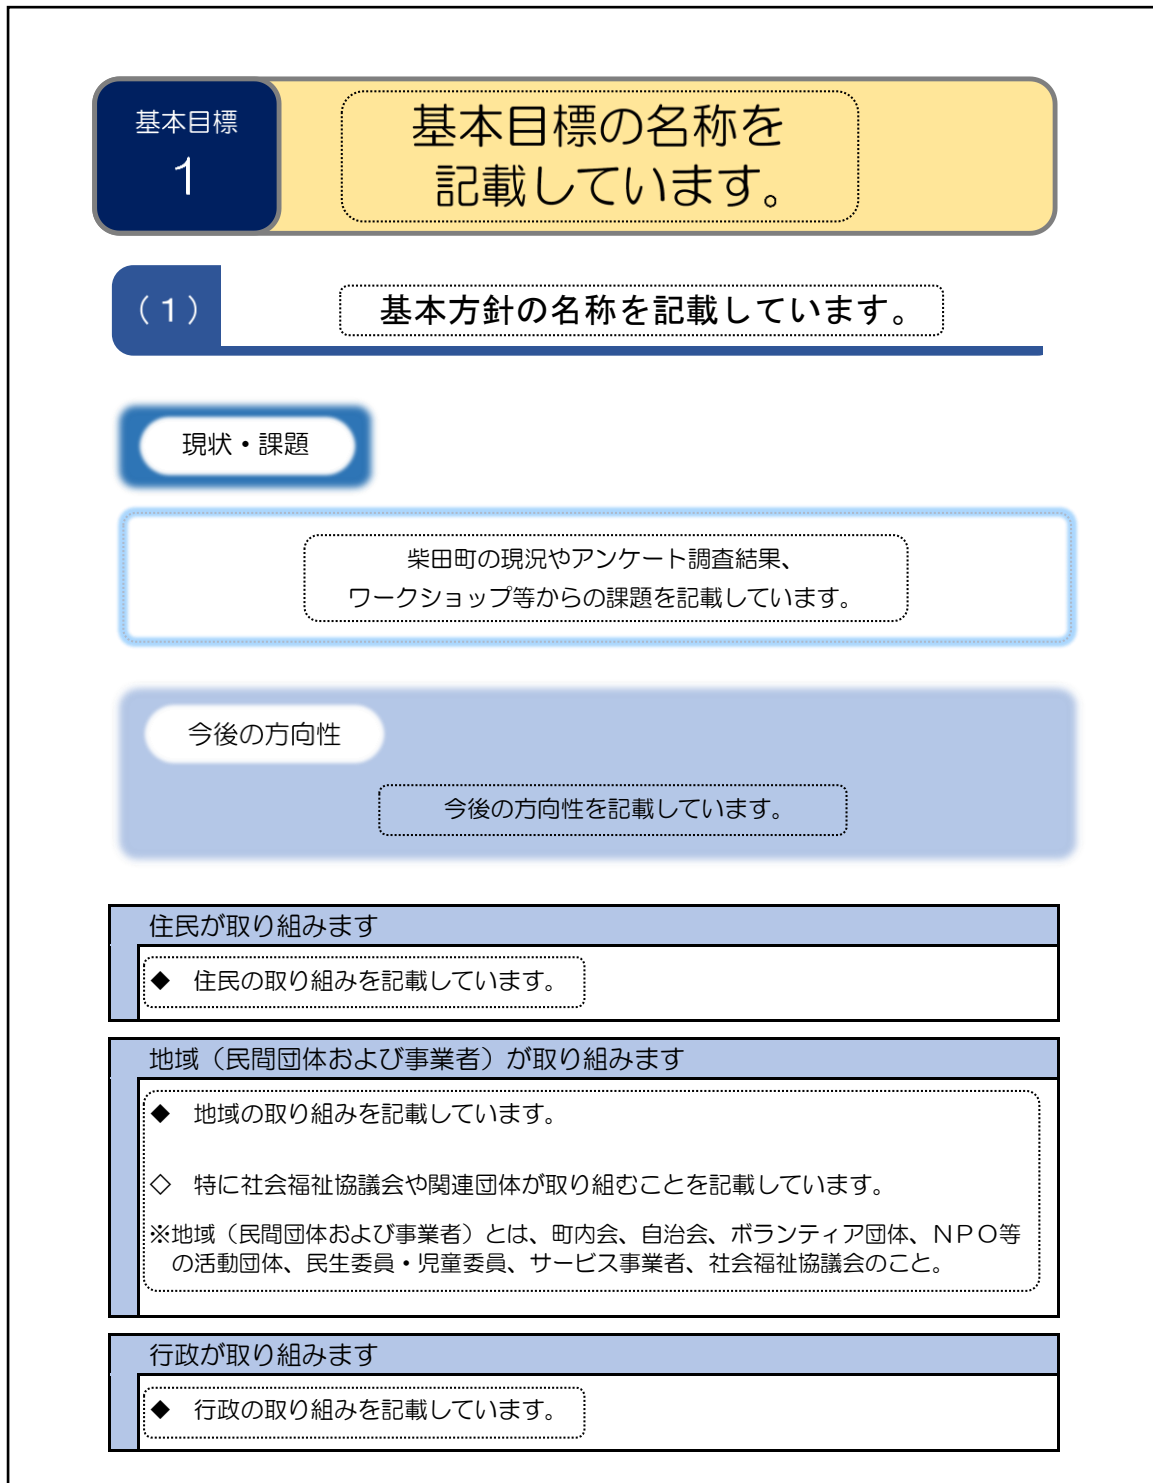 基本目標
1
基本目標の名称を
記載しています。
（１）
基本方針の名称を記載しています。
現状・課題
柴田町の現況やアンケート調査結果、
ワークショップ等からの課題を記載しています。
今後の方向性
今後の方向性を記載しています。
住民が取り組みます
◆　住民の取り組みを記載しています。
地域（民間団体および事業者）が取り組みます
◆　地域の取り組みを記載しています。
◇　特に社会福祉協議会や関連団体が取り組むことを記載しています。
※地域（民間団体および事業者）とは、町内会、自治会、ボランティア団体、ＮＰＯ等
の活動団体、民生委員・児童委員、サービス事業者、社会福祉協議会のこと。
行政が取り組みます
◆　行政の取り組みを記載しています。